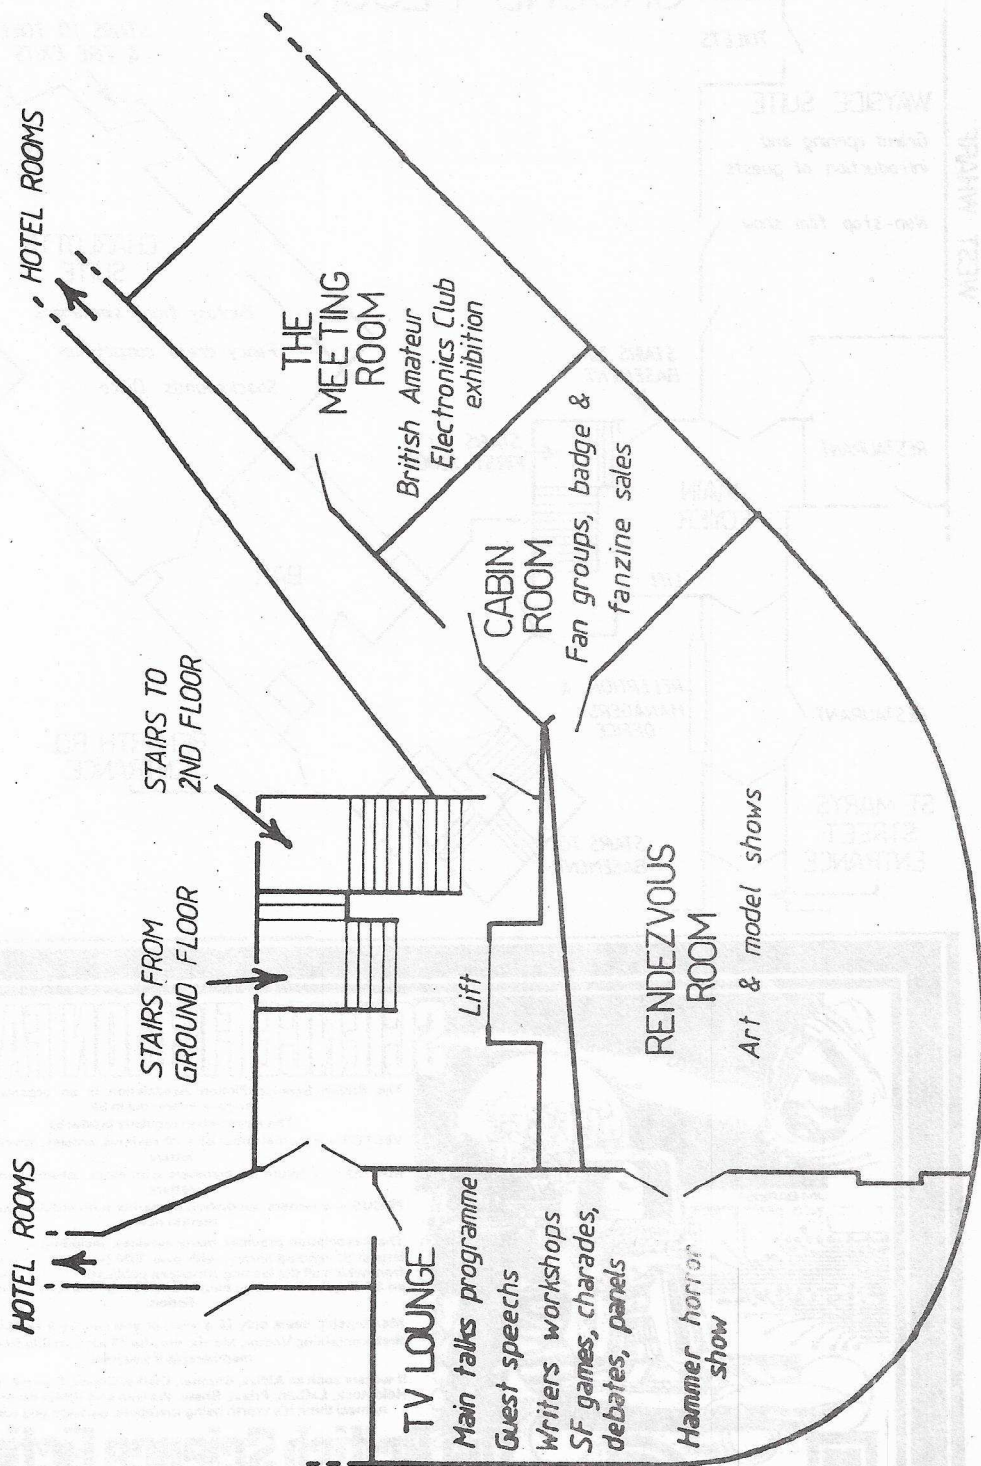 HOTEL ROOMS
HOTEL ROOMS
STAIRS FROM
GROUND FLOOR
STAIRS TO
2ND FLOOR
THE
MEETING
ROOM
British Amateur
Electronics Club
exhibition
TV LOUNGE
Main talks programme
Guest speechs
Writers workshops
SF games, charades,
debates, panels
Hammer horror
show
Lift
CABIN
ROOM
Fan groups, badge &
fanzine sales
RENDEZVOUS
ROOM
Art & model shows